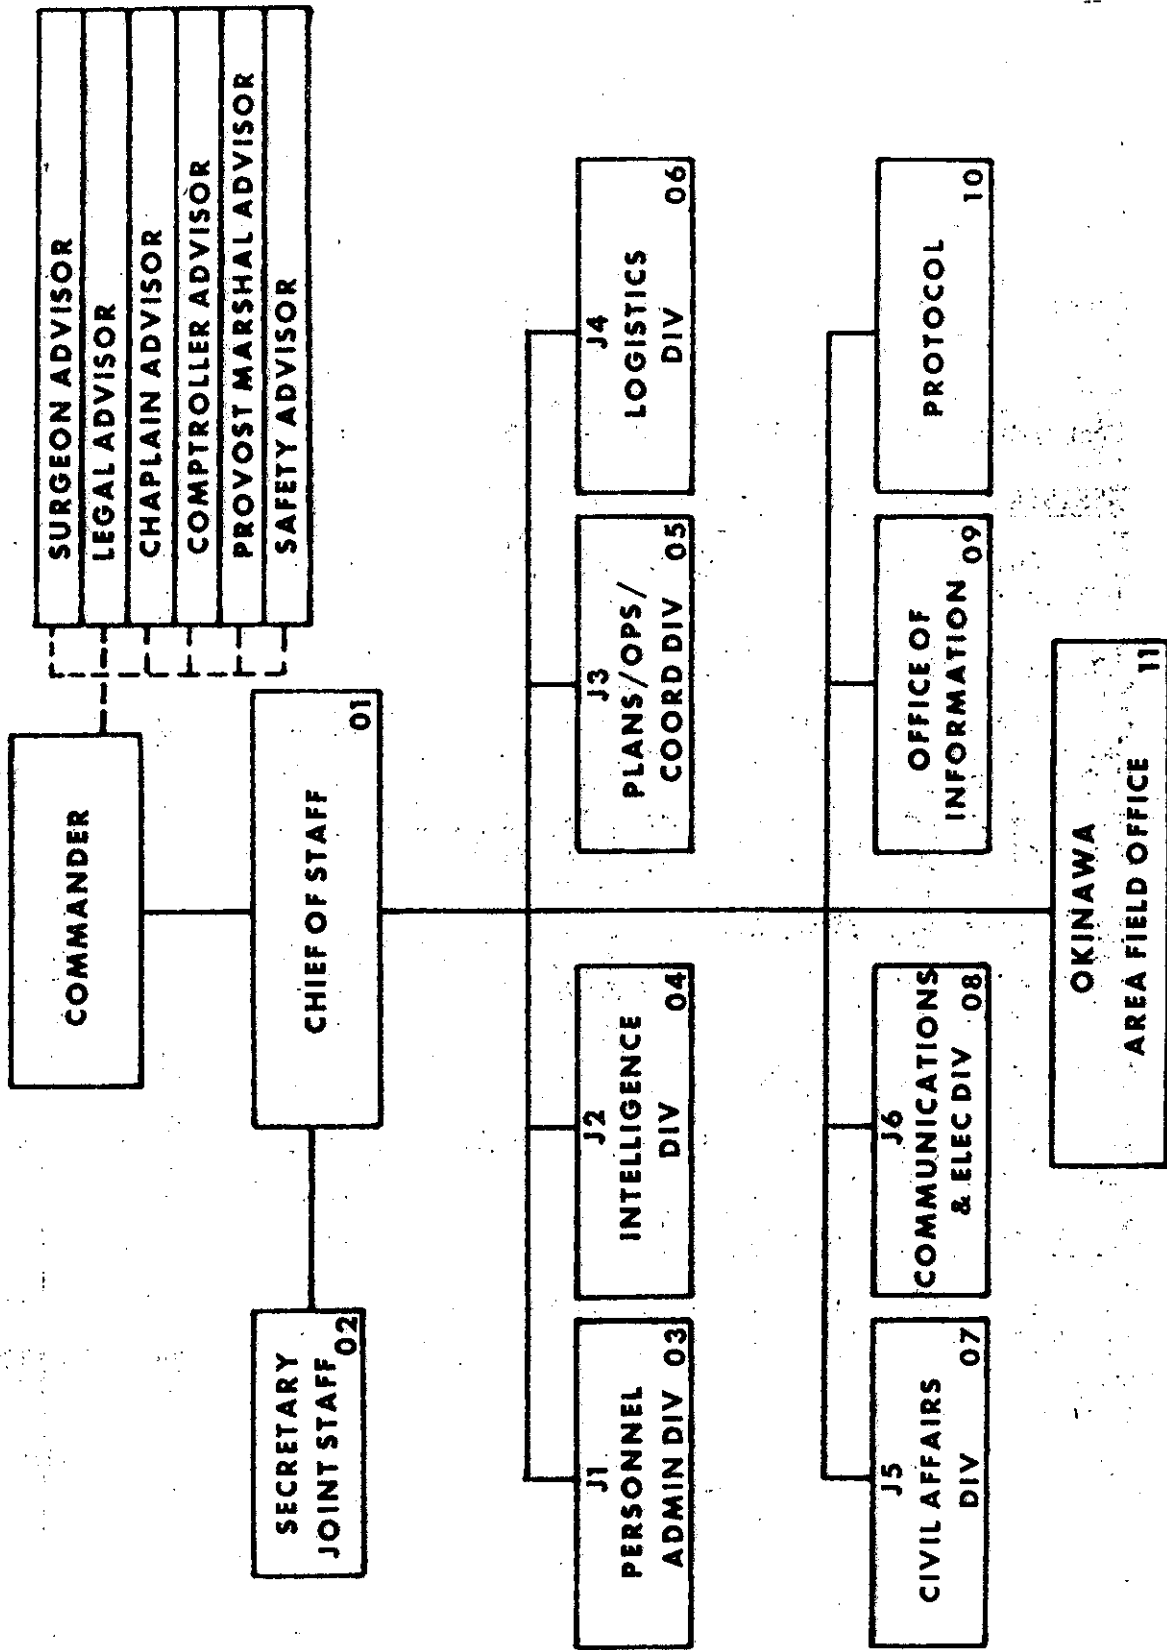 COMMANDER
SURGEON ADVISOR
LEGAL ADVISOR
CHAPLAIN ADVISOR
COMPTROLLER ADVISOR
PROVOST MARSHAL ADVISOR
SAFETY ADVISOR
SECRETARY
JOINT STAFF
02
CHIEF OF STAFF
01
J1
PERSONNEL
ADMIN DIV 03
J2
INTELLIGENCE
DIV 04
J3
PLANS/OPS/
COORD DIV 05
J4
LOGISTICS
DIV 06
J5
CIVIL AFFAIRS
DIV 07
J6
COMMUNICATIONS
& ELEC DIV 08
OFFICE OF
INFORMATION
09
PROTOCOL
10
OKINAWA
AREA FIELD OFFICE
11